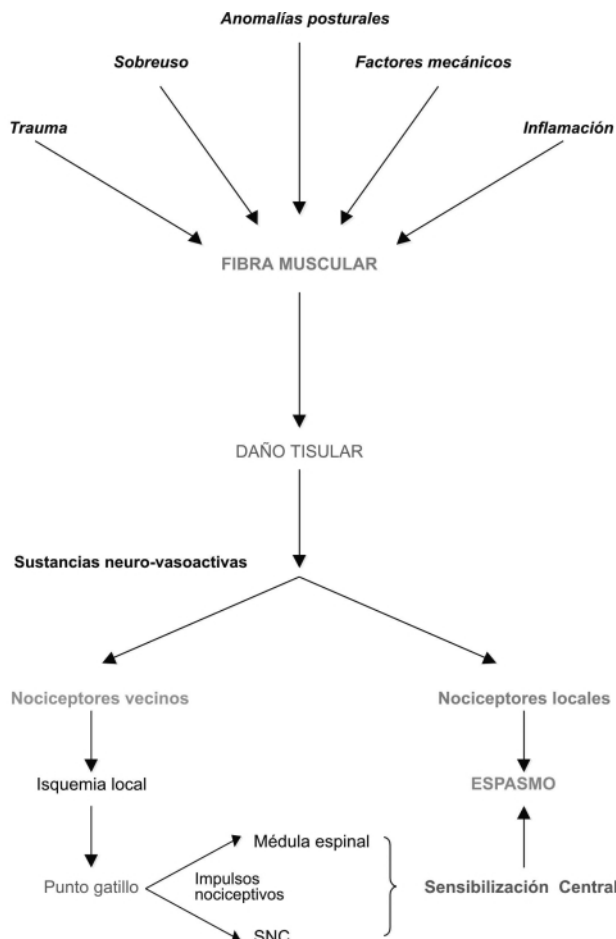 Anomalías posturales
Sobreuso
Factores mecánicos
Trauma
Inflamación
FIBRA MUSCULAR
DAÑO TISULAR
Sustancias neuro-vasoactivas
Nociceptores vecinos
Nociceptores locales
Isquemia local
ESPASMO
Médula espinal
Punto gatillo
Impulsos
nociceptivos
Sensibilización Central
SNC